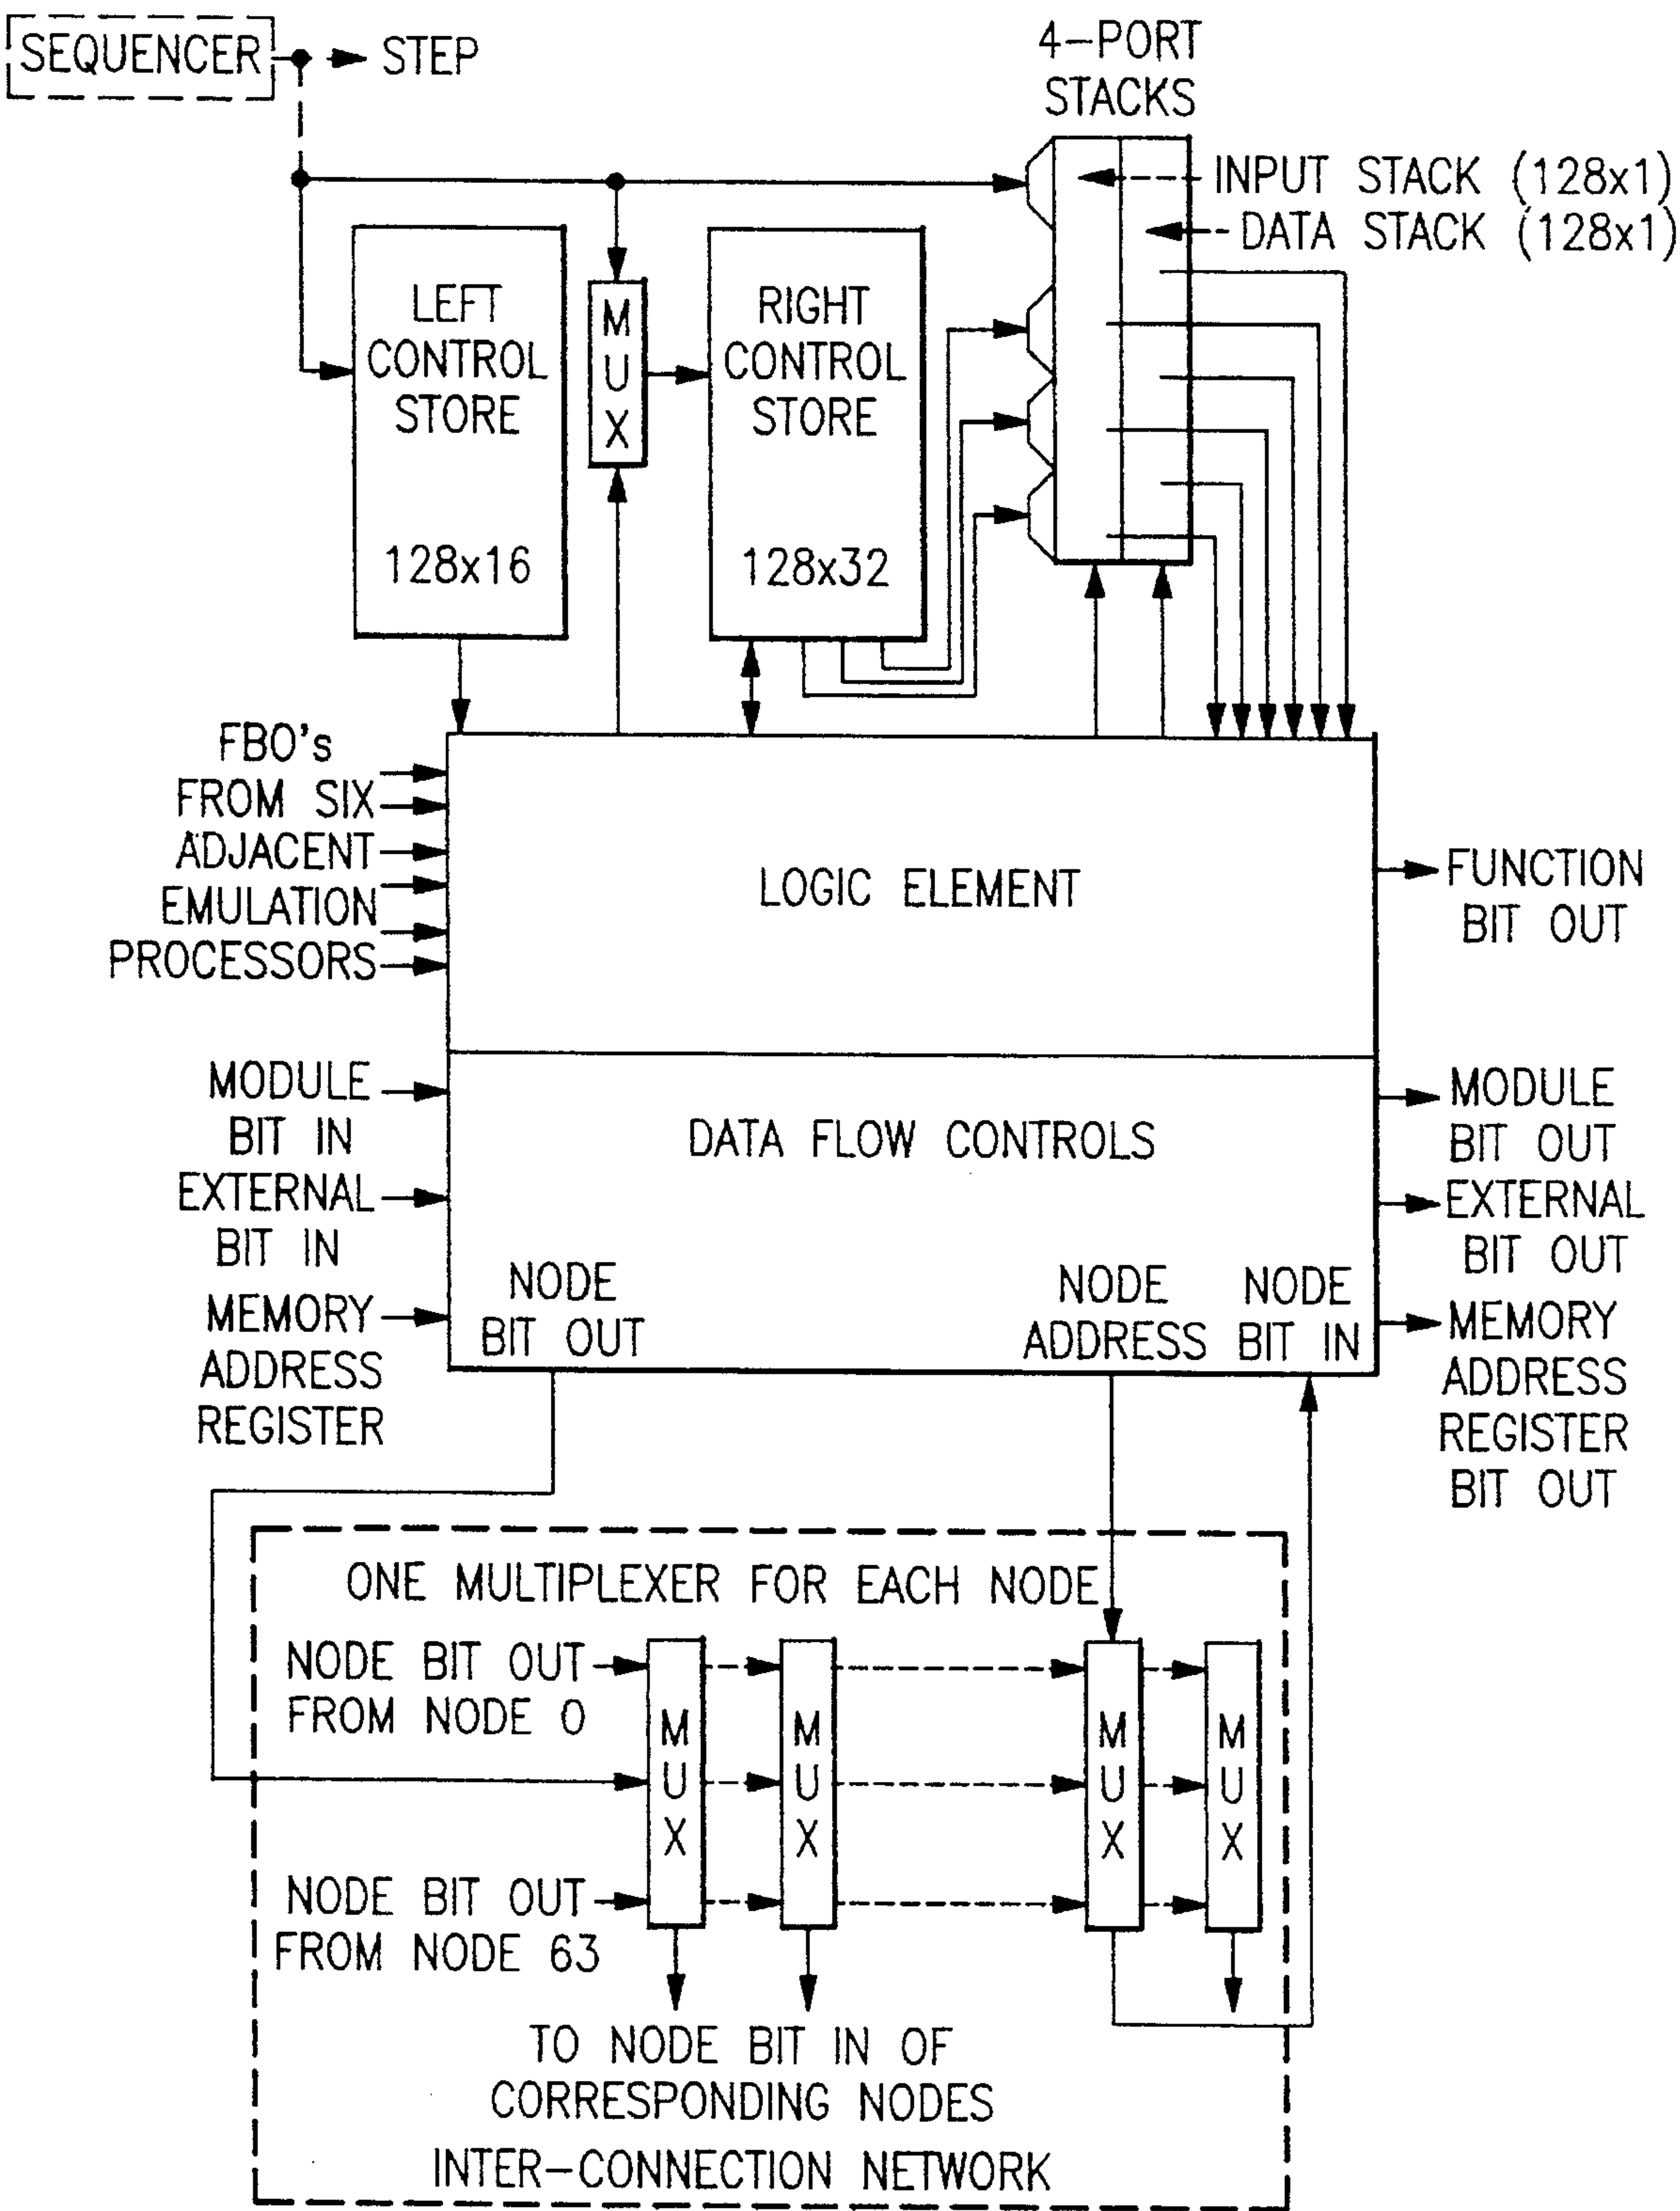 SEQUENCER
STEP
4-PORT
STACKS
INPUT STACK (128x1)
DATA STACK (128x1)
LEFT
CONTROL
STORE
128x16
M
U
X
RIGHT
CONTROL
STORE
128x32
FBO's
FROM SIX
ADJACENT
EMULATION
PROCESSORS
LOGIC ELEMENT
FUNCTION
BIT OUT
MODULE
BIT IN
EXTERNAL
BIT IN
MEMORY
ADDRESS
REGISTER
DATA FLOW CONTROLS
NODE
BIT OUT
NODE
ADDRESS
NODE
BIT IN
MODULE
BIT OUT
EXTERNAL
BIT OUT
MEMORY
ADDRESS
REGISTER
BIT OUT
ONE MULTIPLEXER FOR EACH NODE
NODE BIT OUT
FROM NODE 0
NODE BIT OUT
FROM NODE 63
M
U
X
M
U
X
M
U
X
M
U
X
TO NODE BIT IN OF
CORRESPONDING NODES
INTER-CONNECTION NETWORK